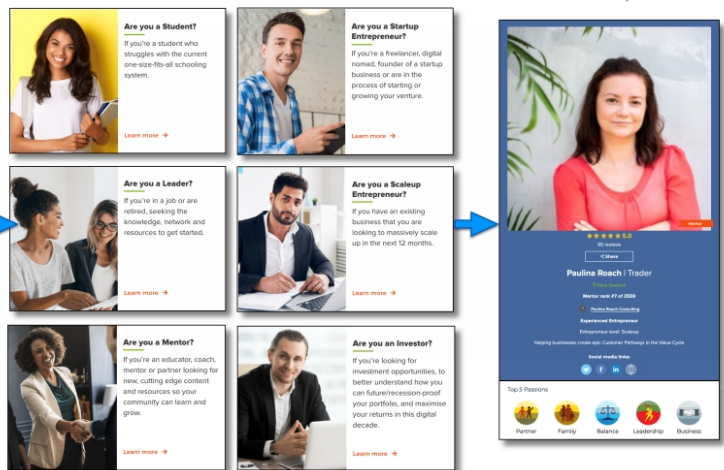 Are you a Student?
If you're a student who
struggles with the current
one-size-fits-all schooling
system.
Learn more →
Are you a Startup
Entrepreneur?
If you're a freelancer, digital
nomad, founder of a startup
business or are in the
process of starting or
growing your venture.
Learn more →
Are you a Leader?
If you're in a job or are
retired, seeking the
knowledge, network and
resources to get started.
Learn more →
Are you a Scaleup
Entrepreneur?
If you have an existing
business that you are
looking to massively scale
up in the next 12 months.
Learn more →
Are you a Mentor?
If you're an educator, coach,
mentor or partner looking for
new, cutting edge content
and resources so your
community can learn and
grow.
Learn more →
Are you an Investor?
If you're looking for
investment opportunities, to
better understand how you
can future/recession-proof
your portfolio, and maximise
your returns in this digital
decade.
Learn more →
Mentor
★★★★★ 5.0
95 reviews
Share
Paulina Roach | Trader
New Zealand
Mentor rank #7 of 2559
Paulina Roach Consulting
Experienced Entrepreneur
Entrepreneur level: Scaleup
Helping businesses create epic Customer Pathways in the Value Cycle
Social media links:
Top 5 Passions
Partner Family Balance Leadership Business